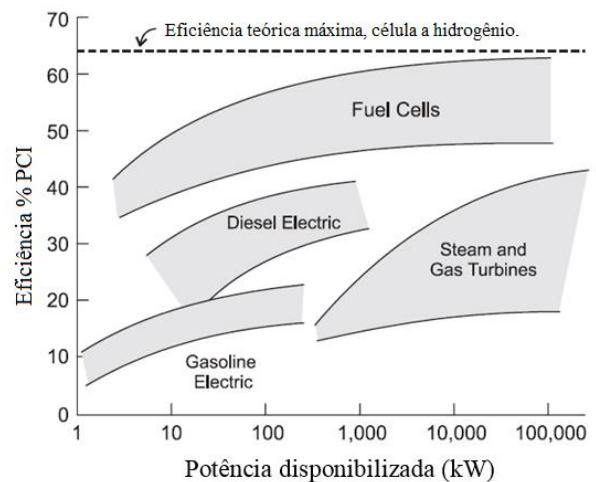 70
Eficiência teórica máxima, célula a hidrogênio.
60
Fuel Cells
50
40
Diesel Electric
30
Steam and
Gas Turbines
20
10
Gasoline
Electric
0
1
10
100
1,000
10,000
100,000
Eficiência % PCI
Potência disponibilizada (kW)